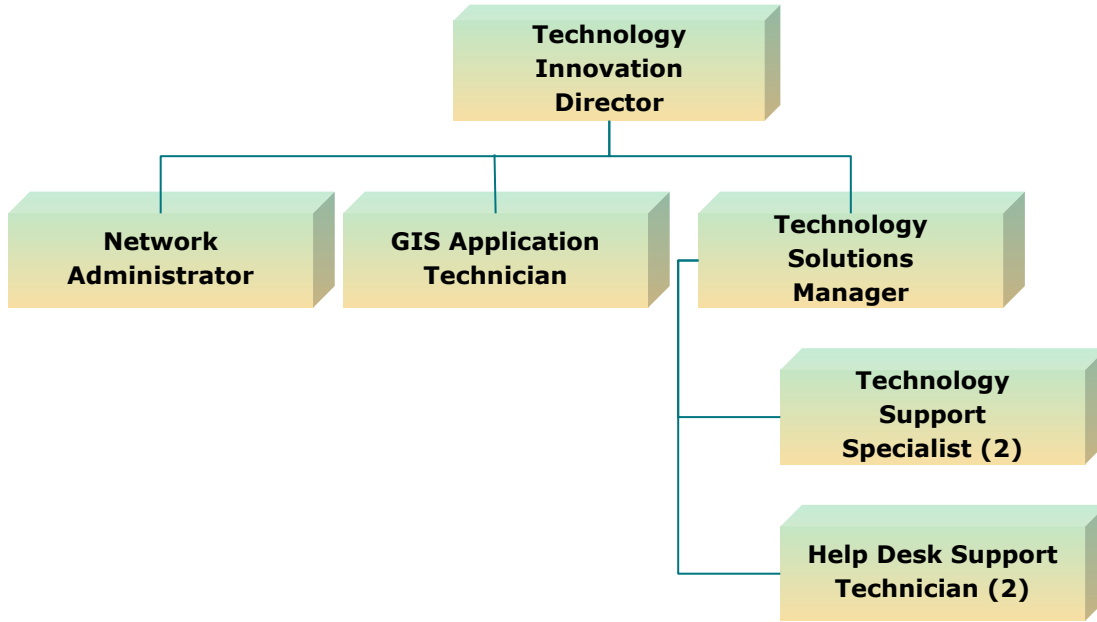 Technology
Innovation
Director
Network
Administrator
GIS Application
Technician
Technology
Solutions
Manager
Technology
Support
Specialist (2)
Help Desk Support
Technician (2)